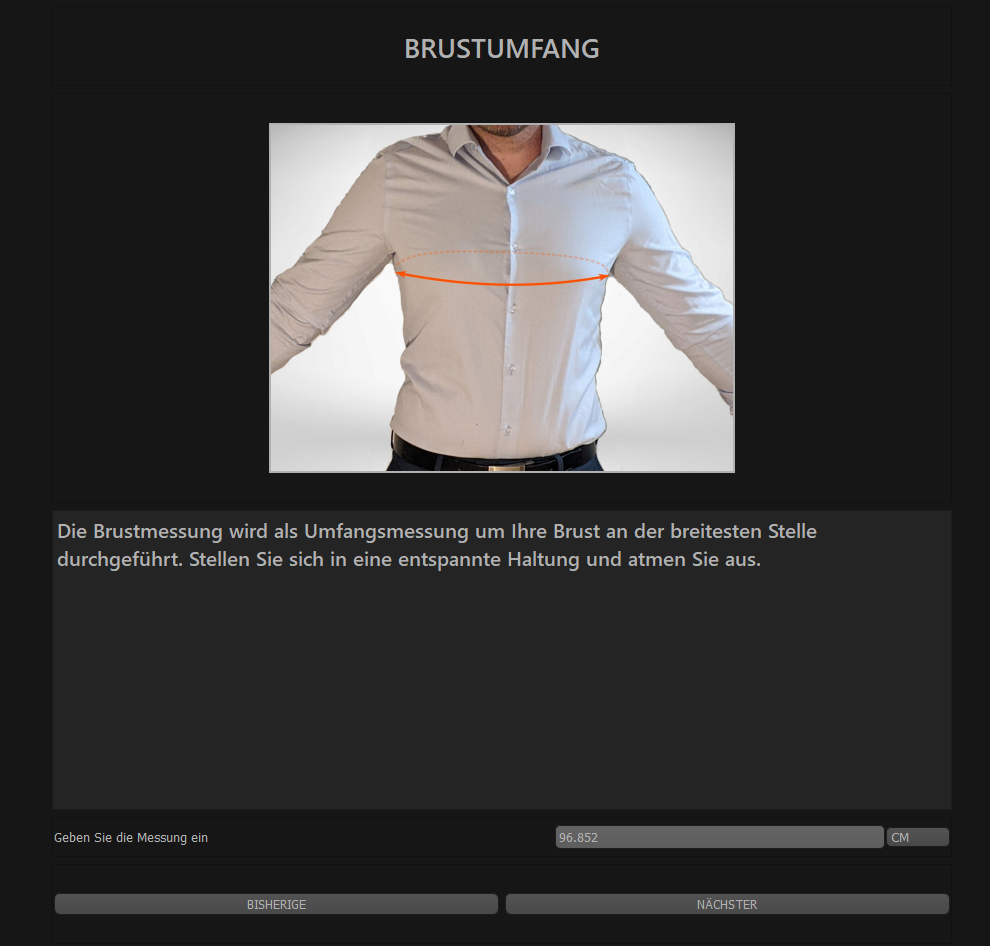 BRUSTUMFANG
Die Brustmessung wird als Umfangsmessung um Ihre Brust an der breitesten Stelle
durchgeführt. Stellen Sie sich in eine entspannte Haltung und atmen Sie aus.
Geben Sie die Messung ein
96.852
CM
BISHERIGE
NÄCHSTER